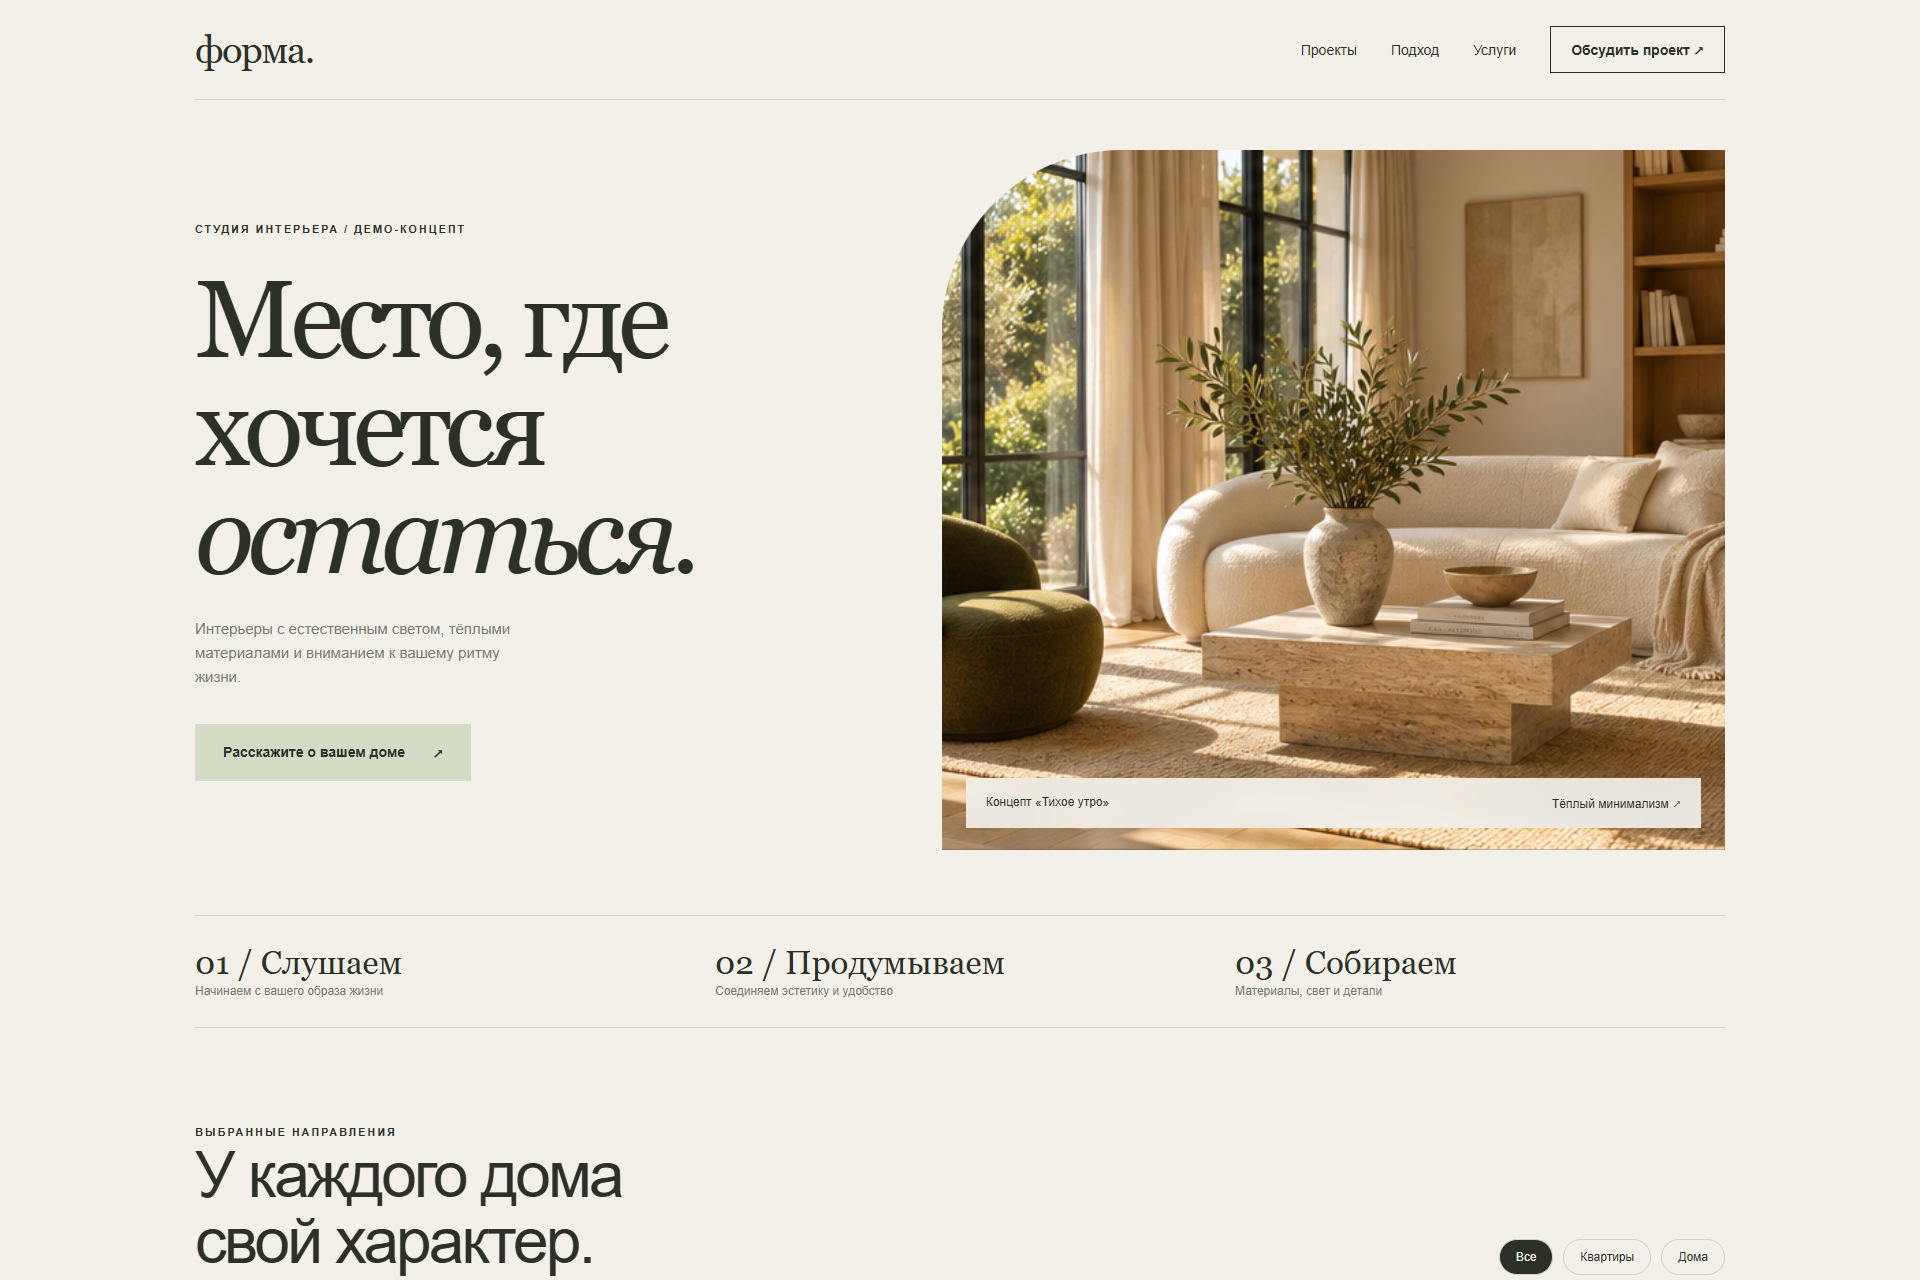 форма.
Проекты
Подход
Услуги
Обсудить проект ↗
СТУДИЯ ИНТЕРЬЕРА / ДЕМО-КОНЦЕПТ
Место, где
хочется
остаться.
Интерьеры с естественным светом, тёплыми
материалами и вниманием к вашему ритму
жизни.
Расскажите о вашем доме ↗
Концепт «Тихое утро»
Тёплый минимализм ↗
01 / Слушаем
Начинаем с вашего образа жизни
02 / Продумываем
Соединяем эстетику и удобство
03 / Собираем
Материалы, свет и детали
ВЫБРАННЫЕ НАПРАВЛЕНИЯ
У каждого дома
свой характер.
Все
Квартиры
Дома